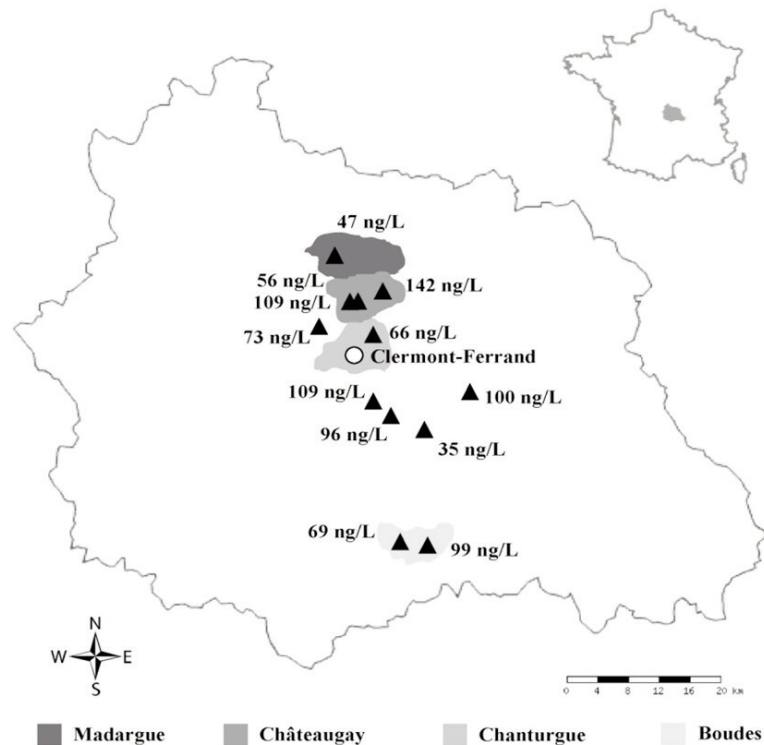 47 ng/L
56 ng/L
142 ng/L
109 ng/L
73 ng/L
66 ng/L
Clermont-Ferrand
109 ng/L
100 ng/L
96 ng/L
35 ng/L
69 ng/L
99 ng/L
N
W E
S
0 4 8 12 16 20 km
Madargue Châteaugay Chanturgue Boudes